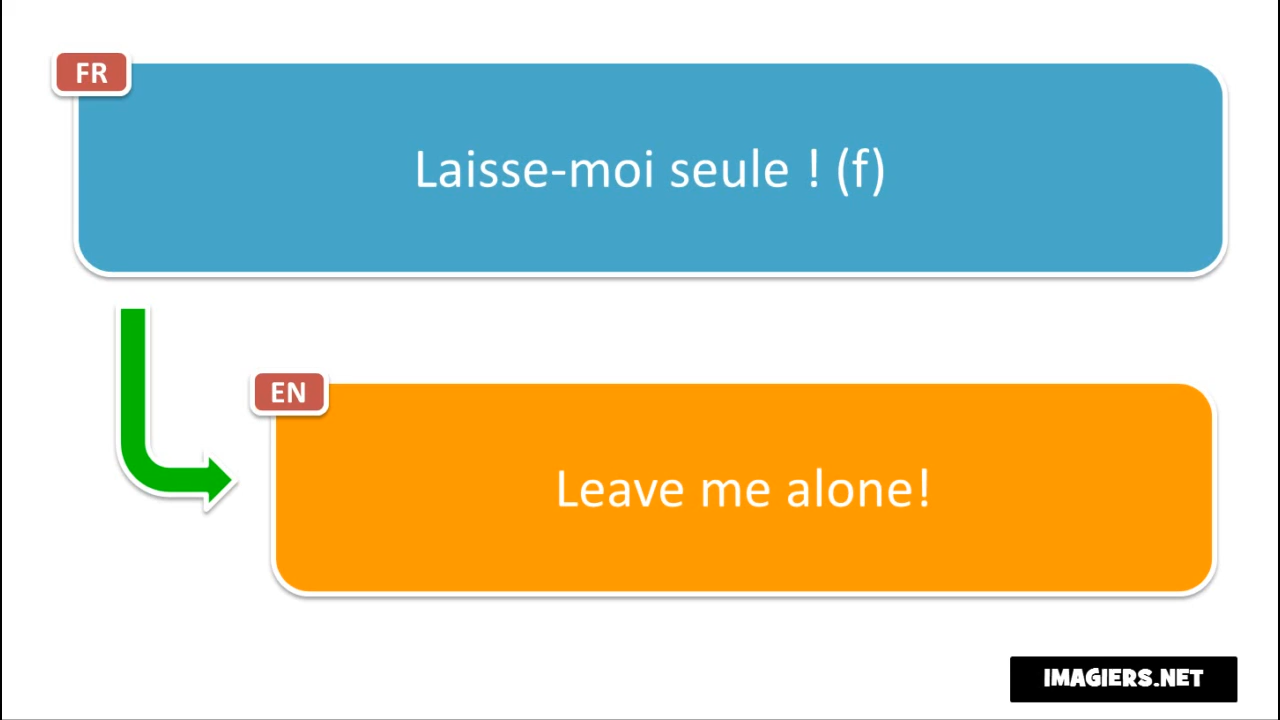 FR
Laisse-moi seule ! (f)
EN
Leave me alone!
IMAGIERS.NET